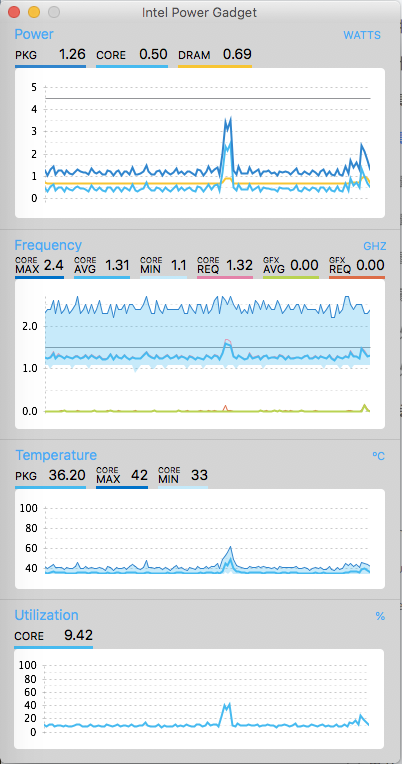 Intel Power Gadget
Power WATTS
PKG 1.26 CORE 0.50 DRAM 0.69
5
4
3
2
1
0
Frequency GHZ
CORE MAX 2.4 CORE AVG 1.31 CORE MIN 1.1 CORE REQ 1.32 GFX AVG 0.00 GFX REQ 0.00
2.0
1.0
0.0
Temperature ºC
PKG 36.20 CORE MAX 42 CORE MIN 33
100
80
60
40
Utilization %
CORE 9.42
100
80
60
40
20
0